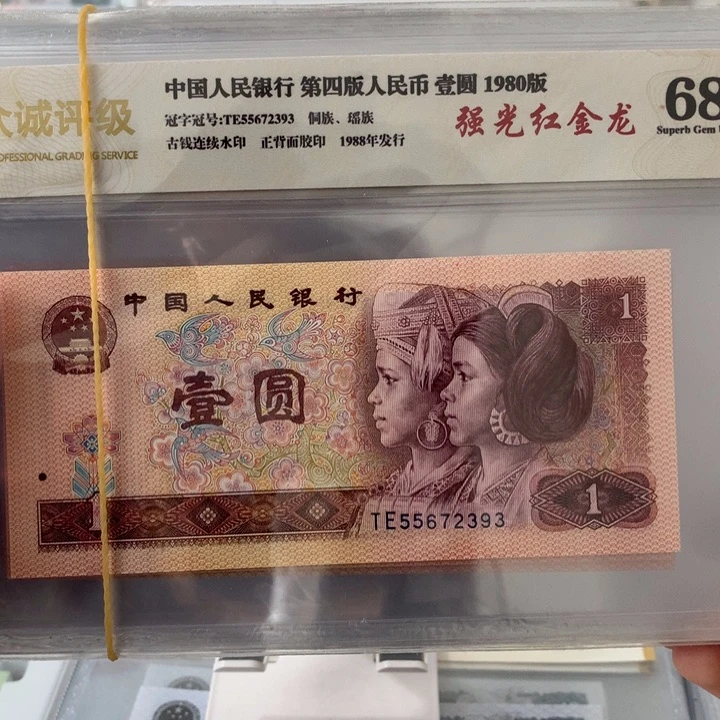 中国人民银行 第四版人民币 壹圆 1980版
诚评级
冠字冠号:TE55672393 侗族、瑶族
强光红金龙
68
Superb Gem
OFESSIONAL GRADING SERVICE
古钱连续水印 正背面胶印 1988年发行
中国人民银行
1
壹圆
1
TE55672393